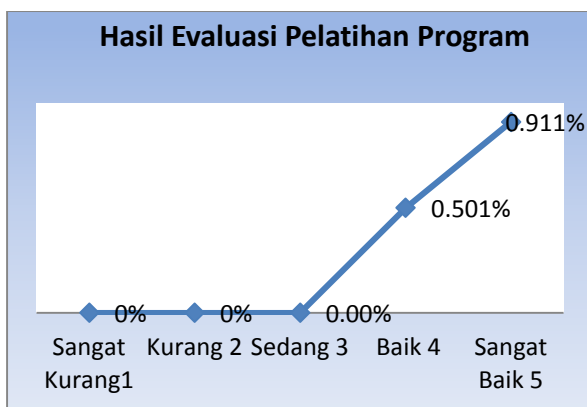 Hasil Evaluasi Pelatihan Program
0.911%
0.501%
0%
0%
0.00%
Sangat
Kurang1
Kurang 2
Sedang 3
Baik 4
Sangat
Baik 5